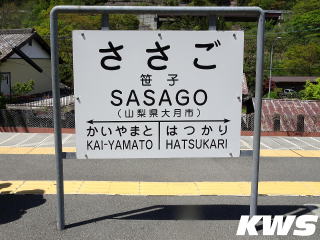 ささご
笹子
SASAGO
(山梨県大月市)
かいやまと はつかり
KAI-YAMATO HATSUKARI
KWS